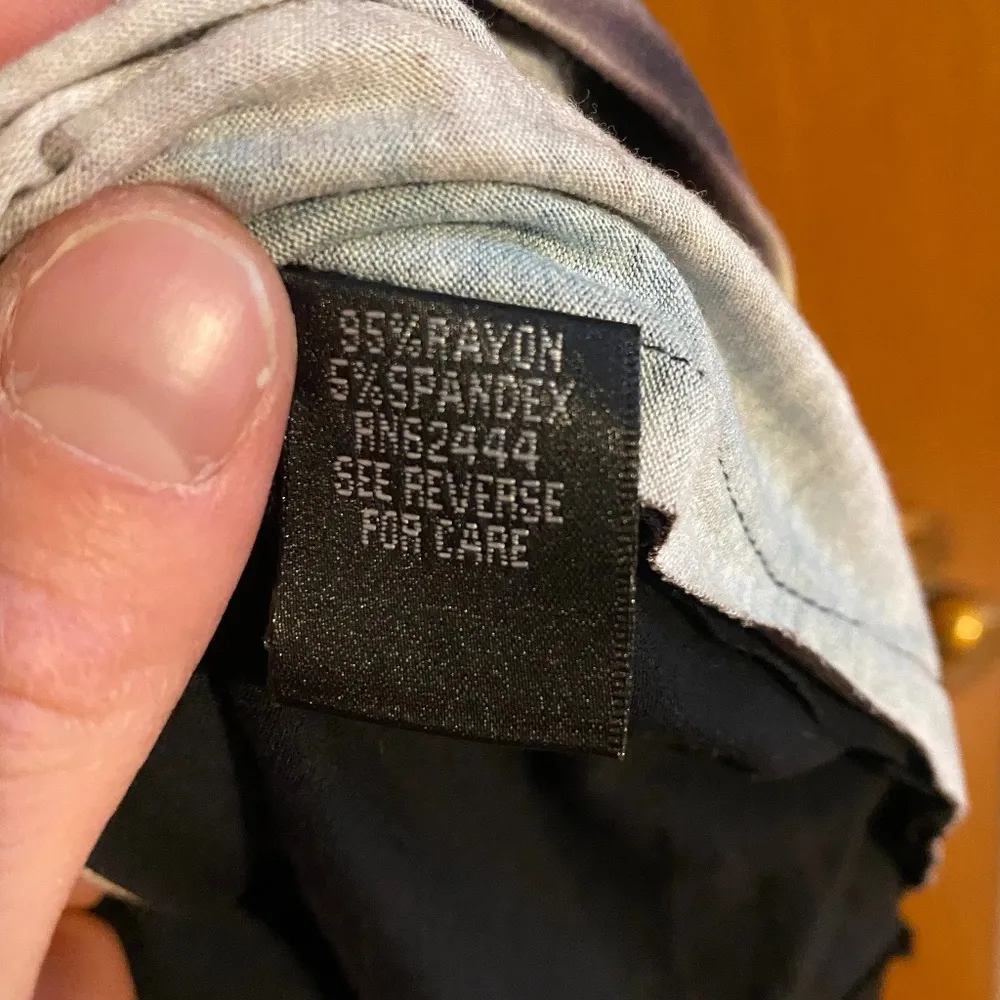 95%RAYON
5%SPANDEX
RN62444
SEE REVERSE
FOR CARE